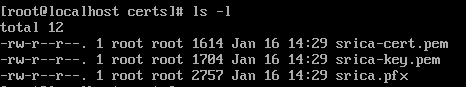 [root@localhost certs]# ls -l
total 12
-rw-r--r--. 1 root root 1614 Jan 16 14:29 srica-cert.pem
-rw-r--r--. 1 root root 1704 Jan 16 14:29 srica-key.pem
-rw-r--r--. 1 root root 2757 Jan 16 14:29 srica.pfx